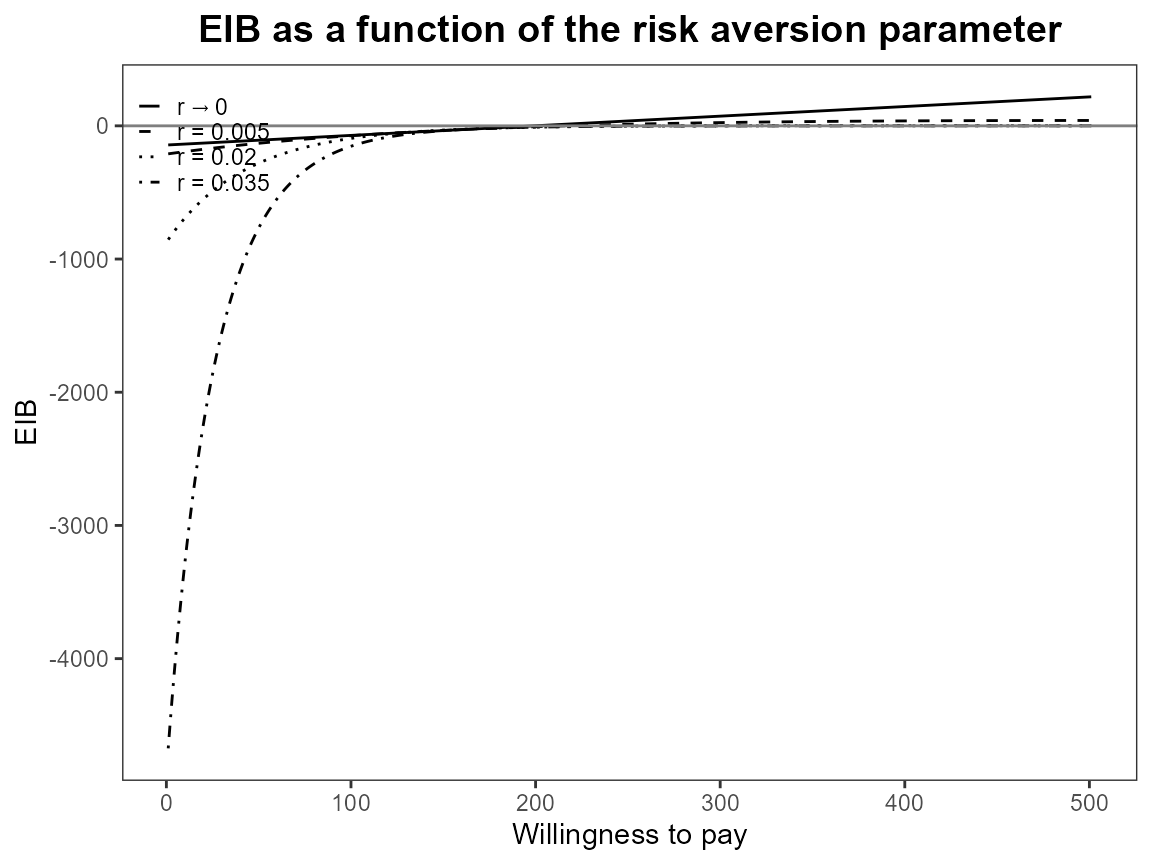 EIB as a function of the risk aversion parameter
r → 0
r = 0.005
r = 0.02
r = 0.035
0
-1000
-2000
-3000
-4000
EIB
0 100 200 300 400 500
Willingness to pay